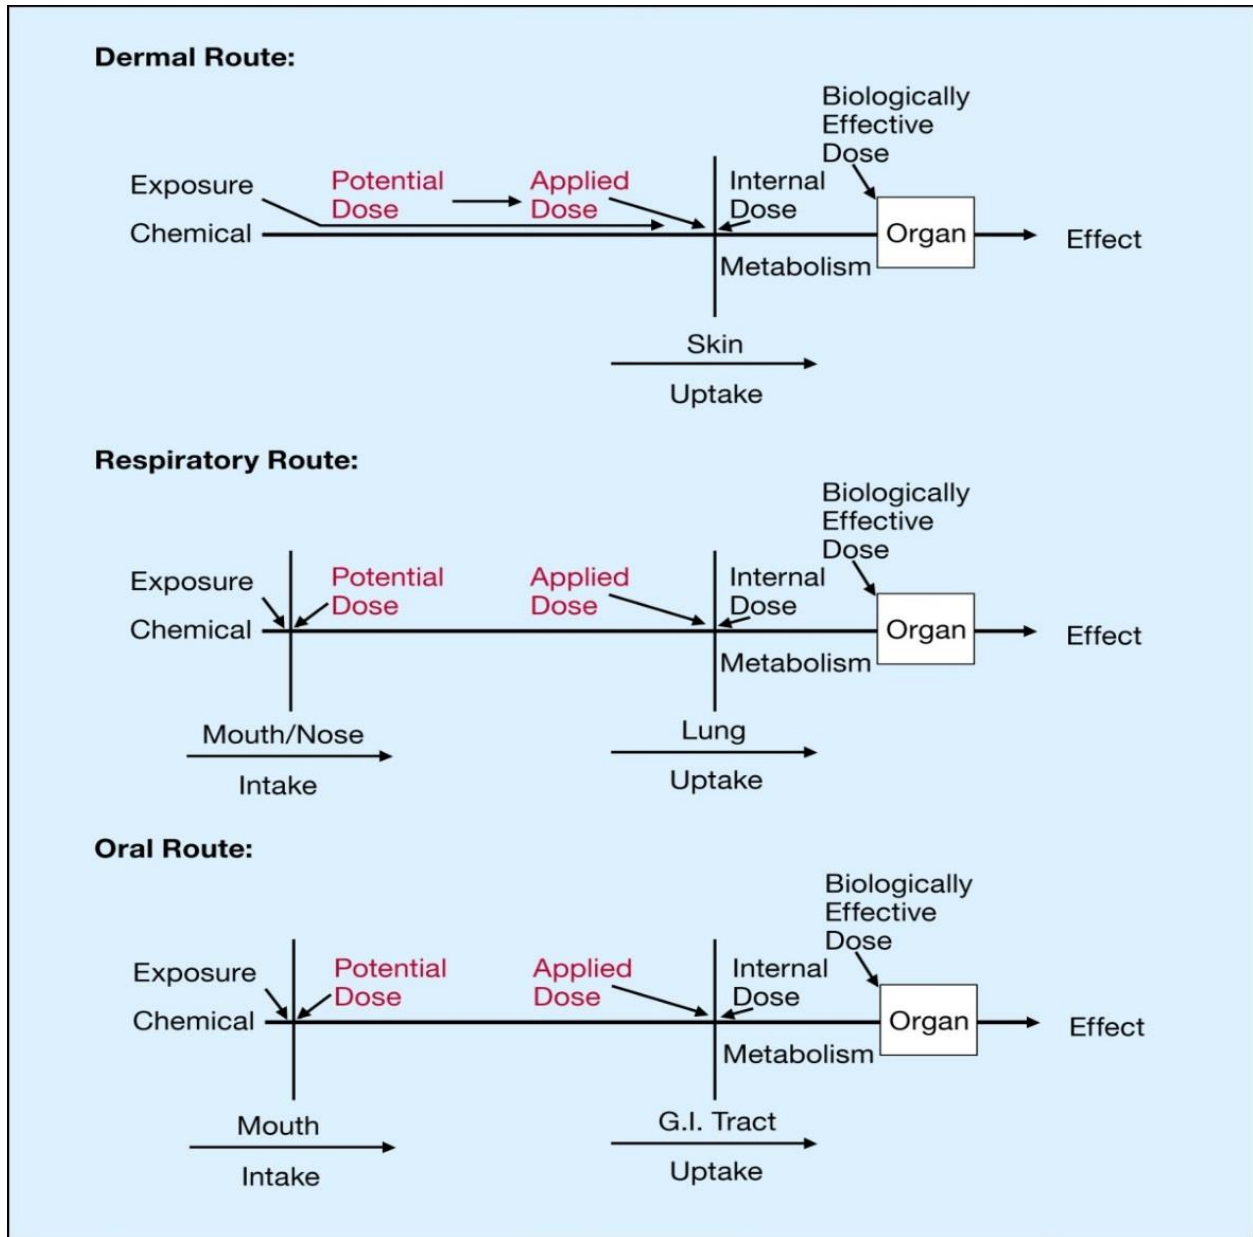 Dermal Route:
Biologically
Effective
Dose
Exposure
Potential
Dose
Applied
Dose
Internal
Dose
Chemical
Organ
Effect
Metabolism
Skin
Uptake
Respiratory Route:
Biologically
Effective
Dose
Exposure
Potential
Dose
Applied
Dose
Internal
Dose
Chemical
Organ
Effect
Metabolism
Mouth/Nose
Intake
Lung
Uptake
Oral Route:
Biologically
Effective
Dose
Exposure
Potential
Dose
Applied
Dose
Internal
Dose
Chemical
Organ
Effect
Metabolism
Mouth
Intake
G.I. Tract
Uptake